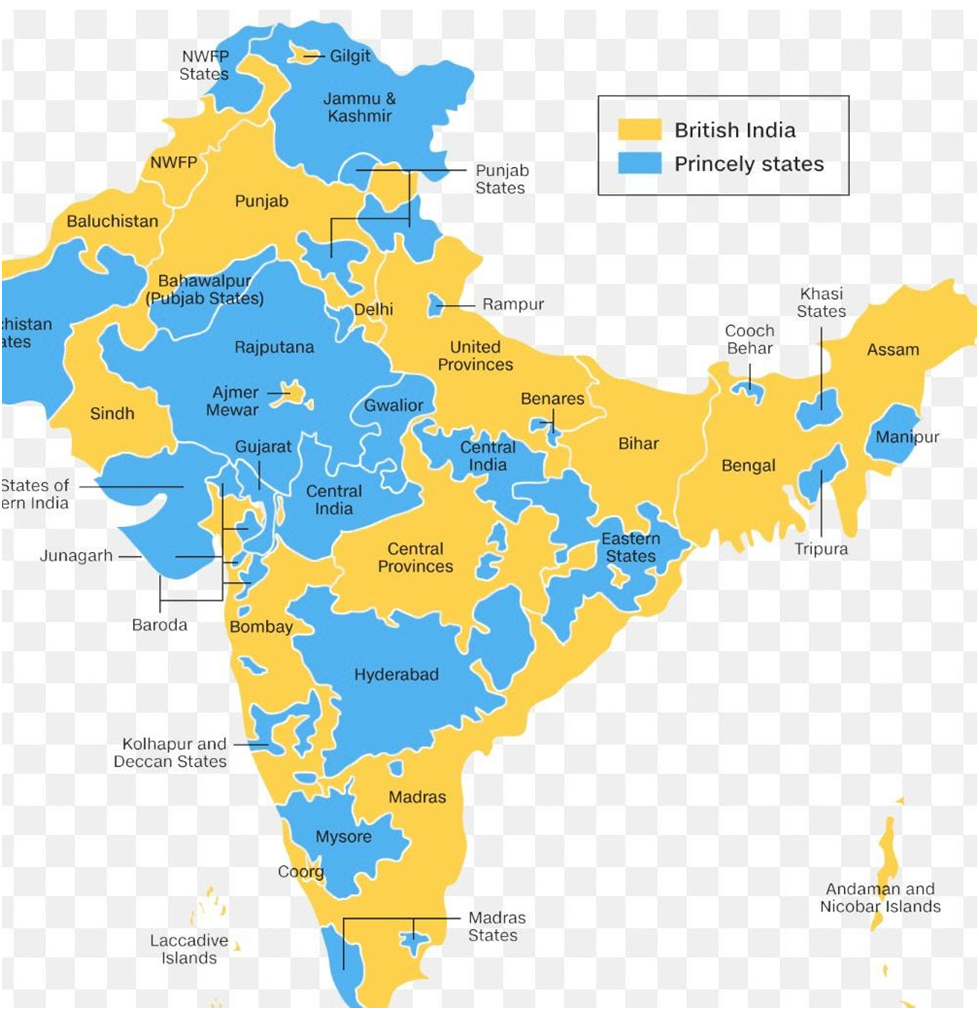 NWFP
States
Gilgit
Jammu &
Kashmir
British India
Princely states
NWFP
Punjab
States
Punjab
Baluchistan
Bahawalpur
(Pubjab States)
Delhi
Rampur
Khasi
States
chistan
ates
Cooch
Behar
Rajputana
United
Provinces
Assam
Ajmer
Mewar
Gwalior
Benares
Sindh
Gujarat
Central
India
Bihar
Manipur
Bengal
States of
ern India
Central
India
Eastern
States
Tripura
Junagarh
Central
Provinces
Baroda
Bombay
Hyderabad
Kolhapur and
Deccan States
Madras
Mysore
Coorg
Andaman and
Nicobar Islands
Madras
States
Laccadive
Islands